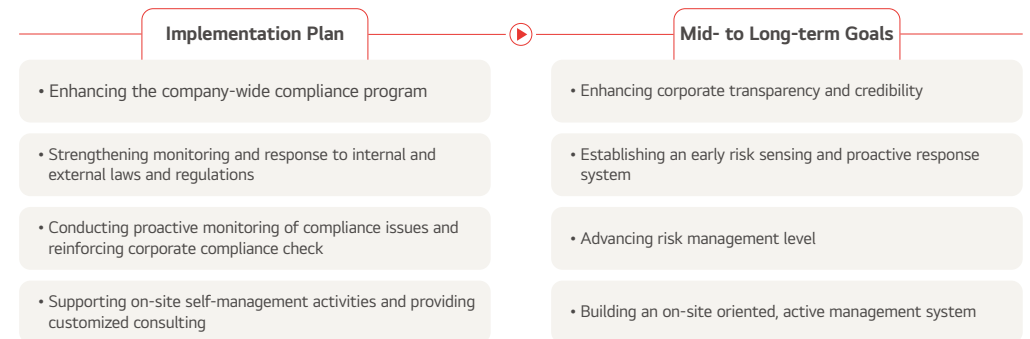 Implementation Plan
• Enhancing the company-wide compliance program
• Strengthening monitoring and response to internal and
external laws and regulations
• Conducting proactive monitoring of compliance issues and
reinforcing corporate compliance check
• Supporting on-site self-management activities and providing
customized consulting
Mid- to Long-term Goals
• Enhancing corporate transparency and credibility
• Establishing an early risk sensing and proactive response
system
• Advancing risk management level
• Building an on-site oriented, active management system